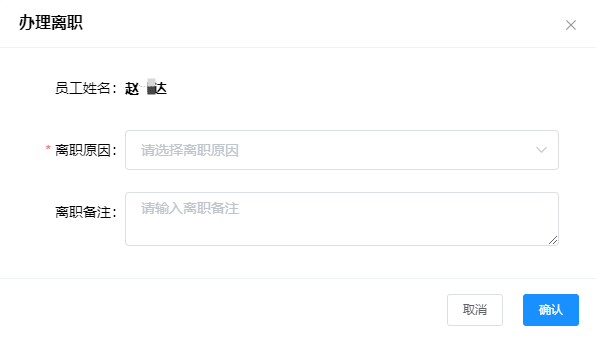 办理离职
员工姓名：赵 达
* 离职原因： 请选择离职原因
离职备注： 请输入离职备注
取消 确认